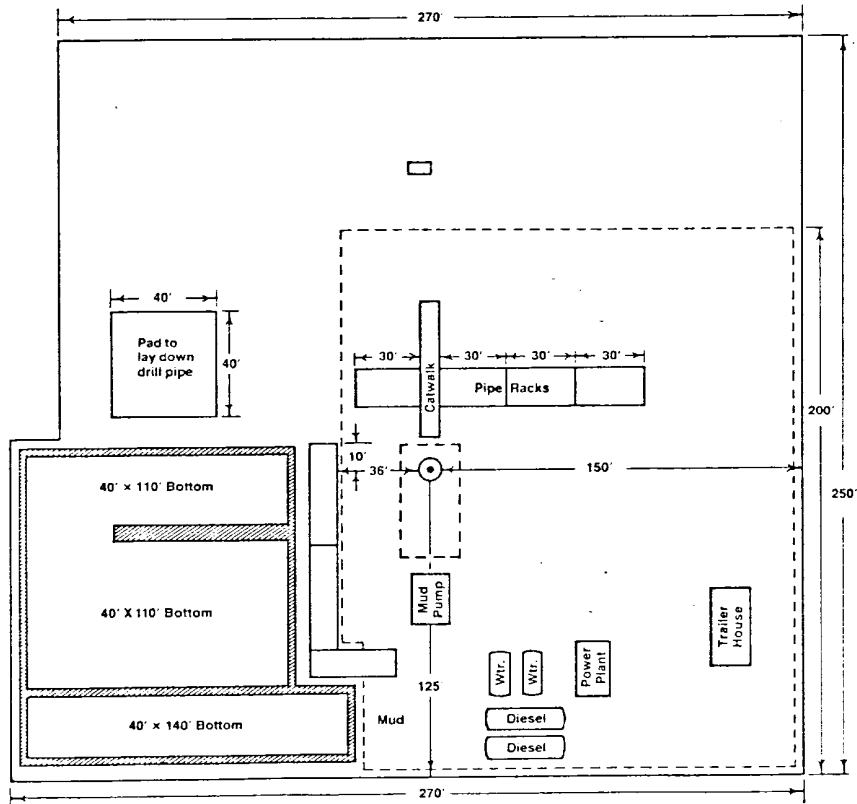 270'
40'
Pad to
lay down
drill pipe
40'
30'
30'
30'
30'
Catwalk
Pipe Racks
200'
250'
10'
36'
150'
40' × 110' Bottom
40' X 110' Bottom
Mud
Pump
Trailer
House
Wtr.
Wtr.
Power
Plant
125
40' × 140' Bottom
Mud
Diesel
Diesel
270'